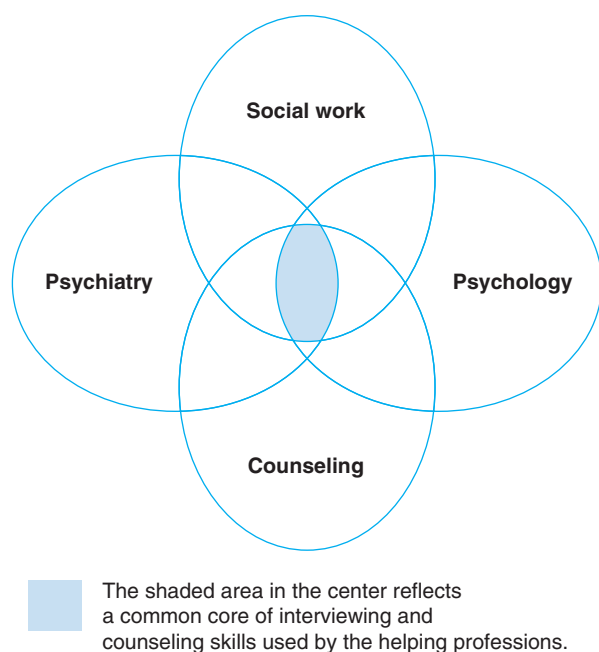 Social work
Psychiatry
Psychology
Counseling
The shaded area in the center reflects
a common core of interviewing and
counseling skills used by the helping professions.